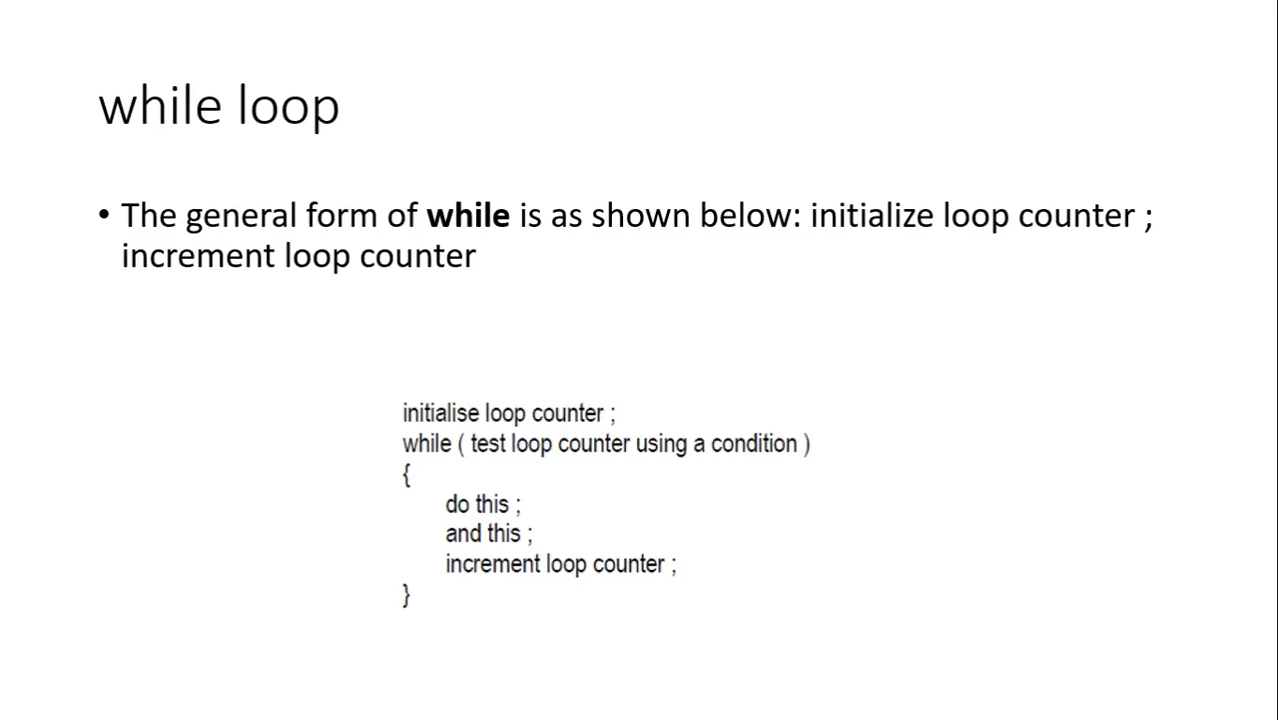 while loop
• The general form of while is as shown below: initialize loop counter ;
increment loop counter
initialise loop counter ;
while ( test loop counter using a condition )
{
do this ;
and this ;
increment loop counter ;
}